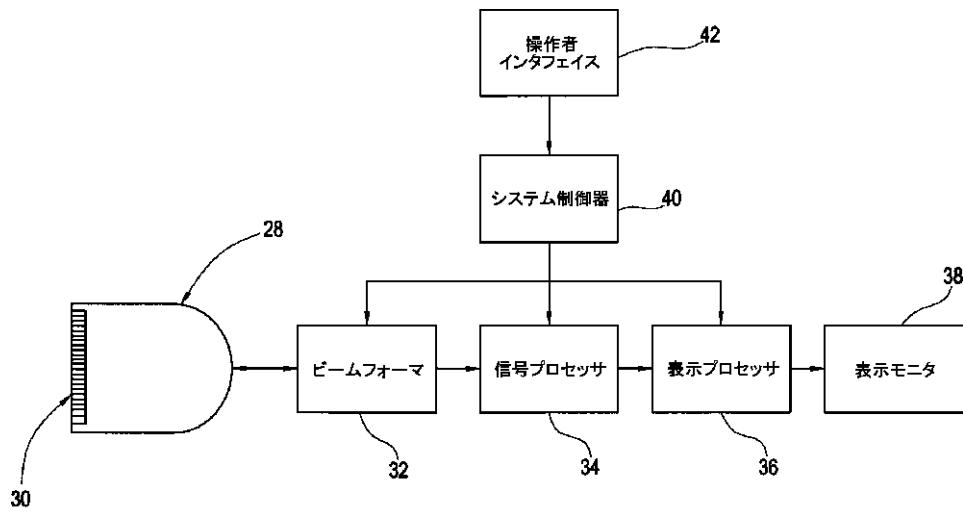 操作者
インタフェイス
42
システム制御器
40
28
38
ビームフォーマ
信号プロセッサ
表示プロセッサ
表示モニタ
32
34
36
30